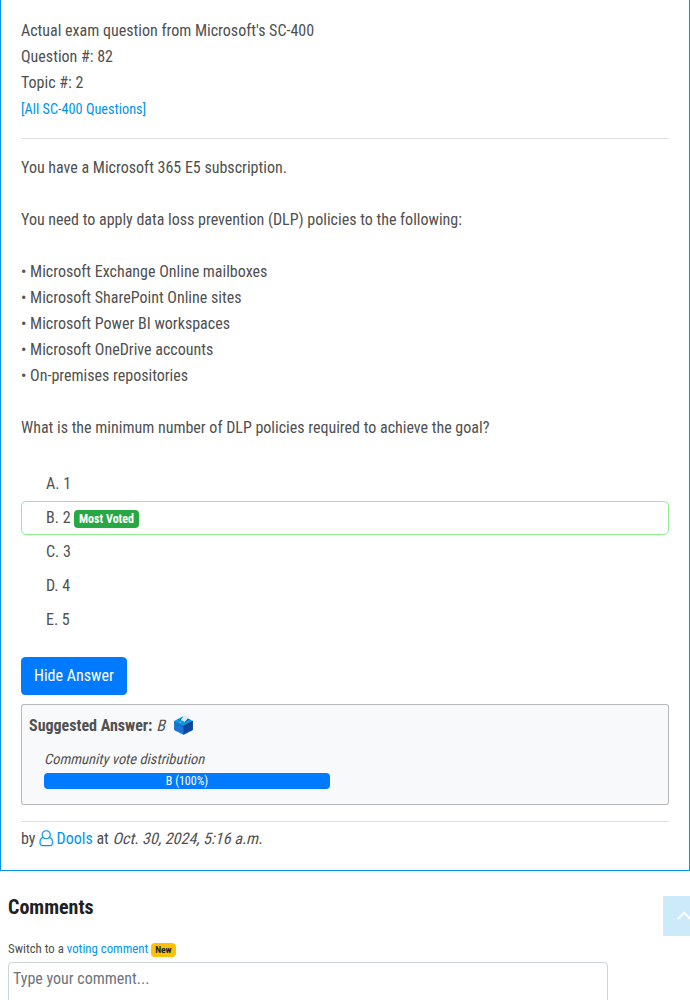 Actual exam question from Microsoft's SC-400
Question #: 82
Topic #: 2
[All SC-400 Questions]
You have a Microsoft 365 E5 subscription.
You need to apply data loss prevention (DLP) policies to the following:
• Microsoft Exchange Online mailboxes
• Microsoft SharePoint Online sites
• Microsoft Power BI workspaces
• Microsoft OneDrive accounts
• On-premises repositories
What is the minimum number of DLP policies required to achieve the goal?
A. 1
B. 2 Most Voted
C. 3
D. 4
E. 5
Hide Answer
Suggested Answer: B
Community vote distribution
B (100%)
by Dools at Oct. 30, 2024, 5:16 a.m.
Comments
Switch to a voting comment New
Type your comment...